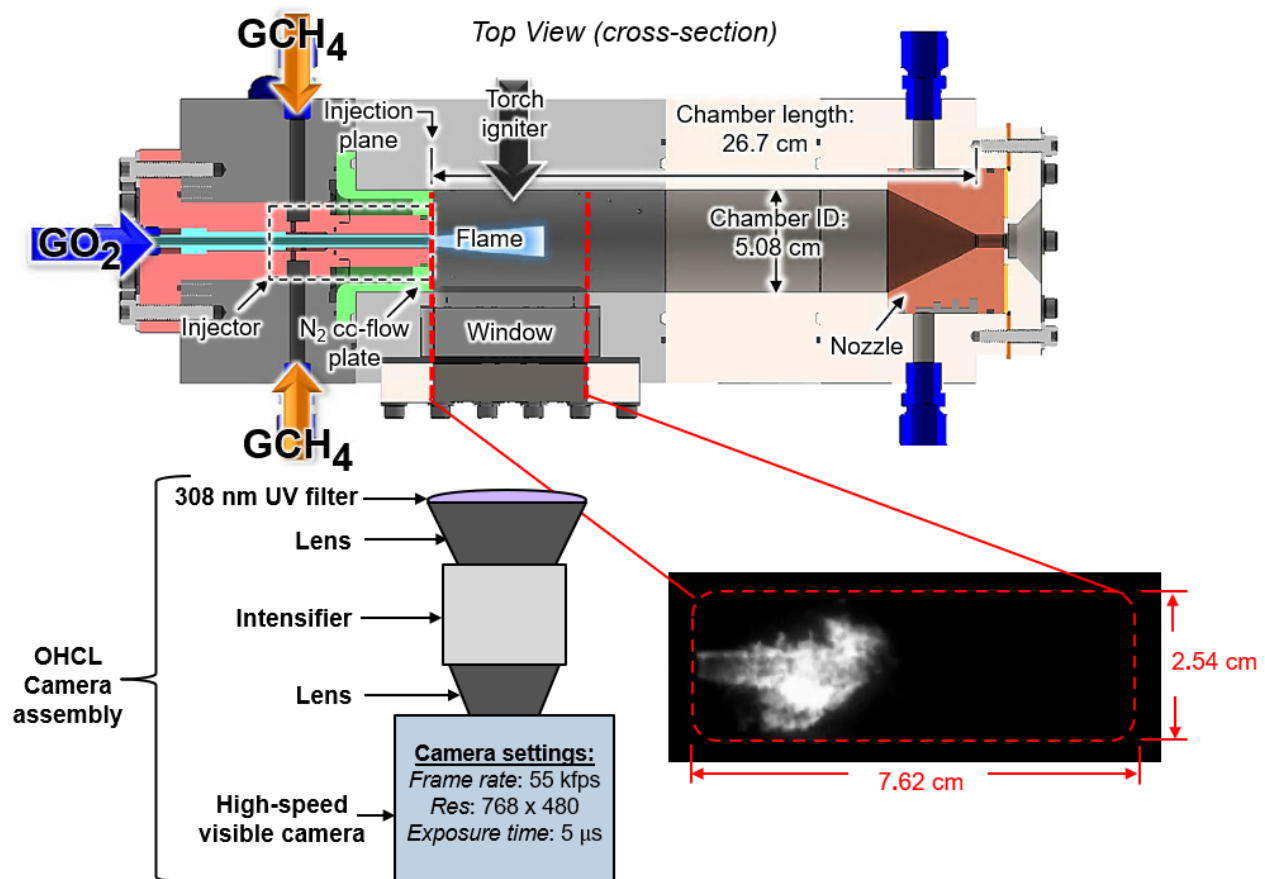 Top View (cross-section)
GCH4
Injection
plane
Torch
igniter
Chamber length:
26.7 cm
GO2
Flame
Chamber ID:
5.08 cm
Injector
N2 co-flow
plate
Window
Nozzle
GCH4
308 nm UV filter
Lens
Intensifier
OHCL
Camera
assembly
Lens
High-speed
visible camera
Camera settings:
Frame rate: 55 kfps
Res: 768 x 480
Exposure time: 5 μs
2.54 cm
7.62 cm